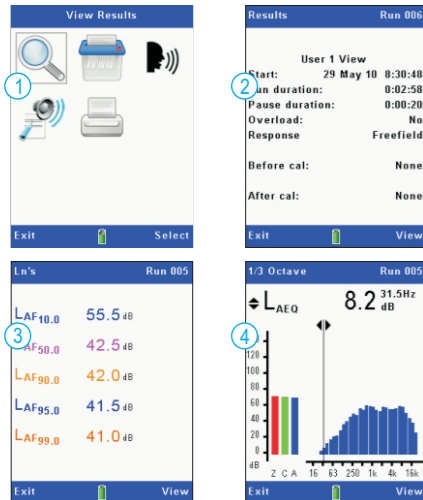 View Results
1
Exit Select
Results Run 006
User 1 View
Start: 29 May 10 8:30:48
2
un duration: 0:02:58
Pause duration: 0:00:20
Overload: No
Response Freefield
Before cal: None
After cal: None
Exit View
Ln's Run 005
LAF10.0 55.5 dB
3
AF50.0 42.5 dB
LAF90.0 42.0 dB
LAF95.0 41.5 dB
LAF99.0 41.0 dB
Exit View
1/3 Octave Run 005
LAEQ 8.2 31.5Hz dB
4
120
100
80
60
40
20
0
dB
Z C A 16 63 250 1k 4k 16k
Exit View